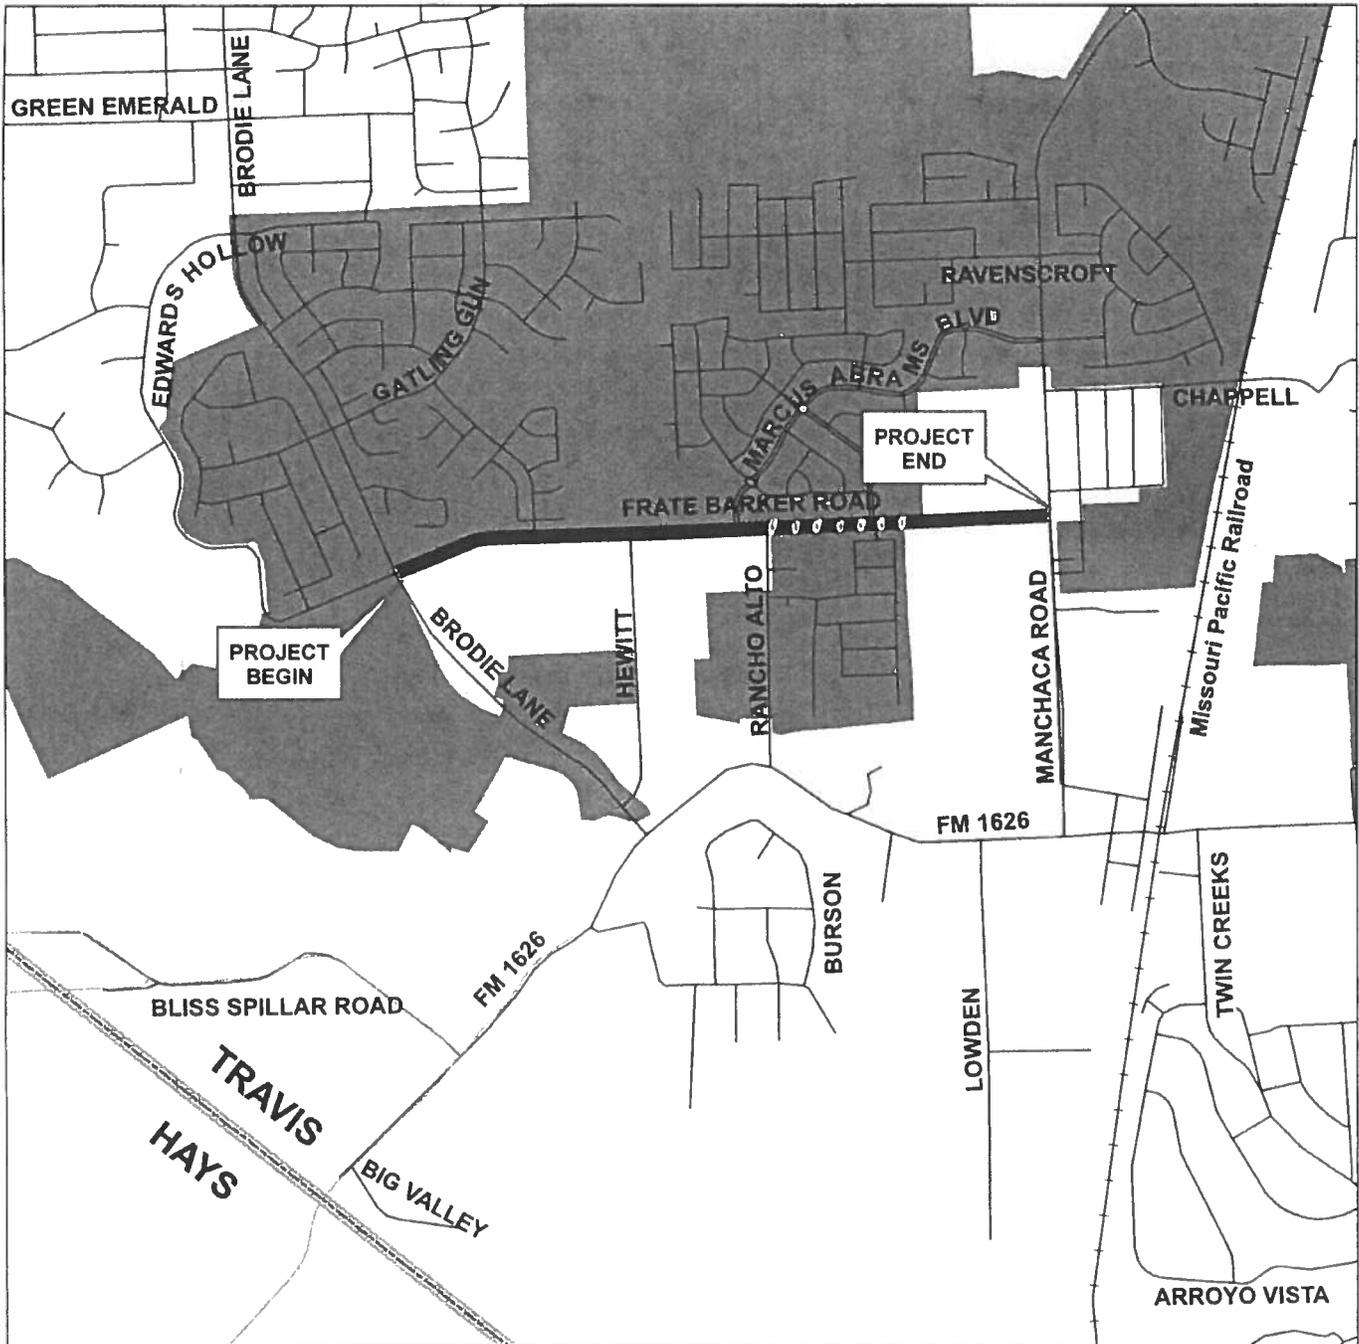 BRODIE LANE
GREEN EMERALD
EDWARDS HOLLOW
GATLING GUN
RAVENSCROFT
MARCUS ABRAMS BLVD
CHAPPELL
PROJECT
END
FRATE BARKER ROAD
Missouri Pacific Railroad
PROJECT
BEGIN
BRODIE LANE
HEWITT
RANCHO ALTO
MANCHACA ROAD
FM 1626
BURSON
TWIN CREEKS
FM 1626
BLISS SPILLAR ROAD
LOWDEN
TRAVIS
HAYS
BIG VALLEY
ARROYO VISTA